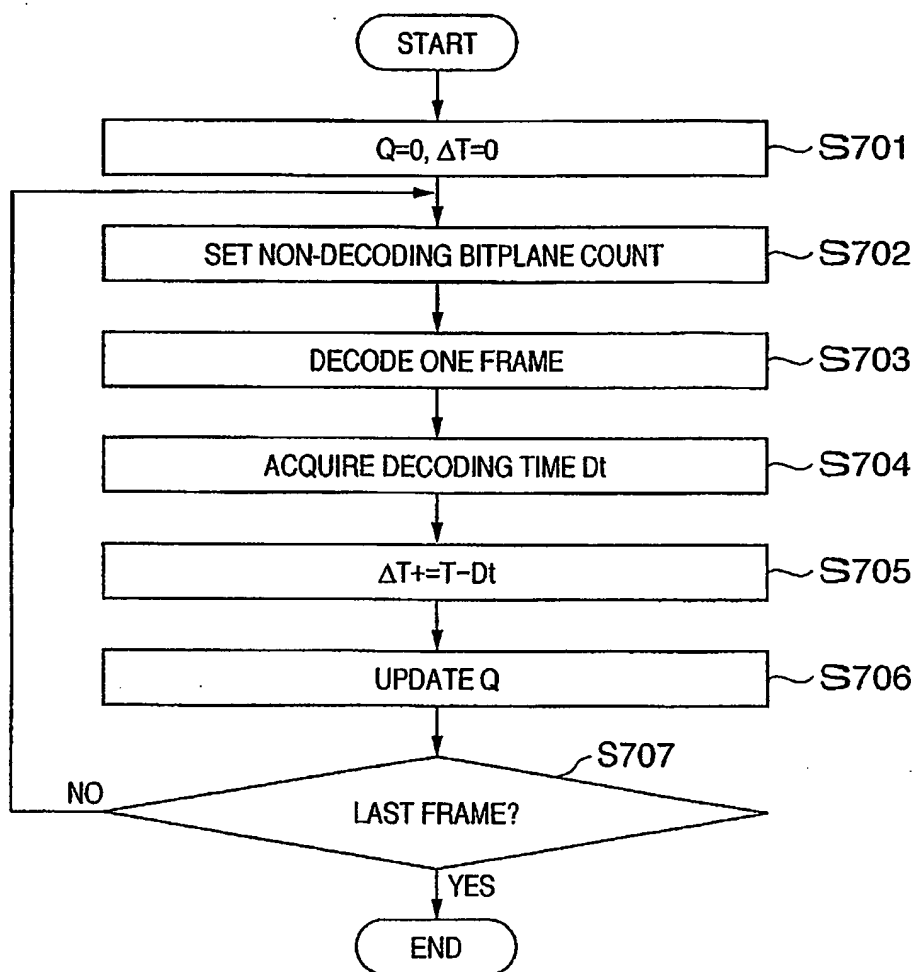 START
Q=0, ΔT=0
S701
SET NON-DECODING BITPLANE COUNT
S702
DECODE ONE FRAME
S703
ACQUIRE DECODING TIME Dt
S704
ΔT+=T-Dt
S705
UPDATE Q
S706
S707
NO
LAST FRAME?
YES
END